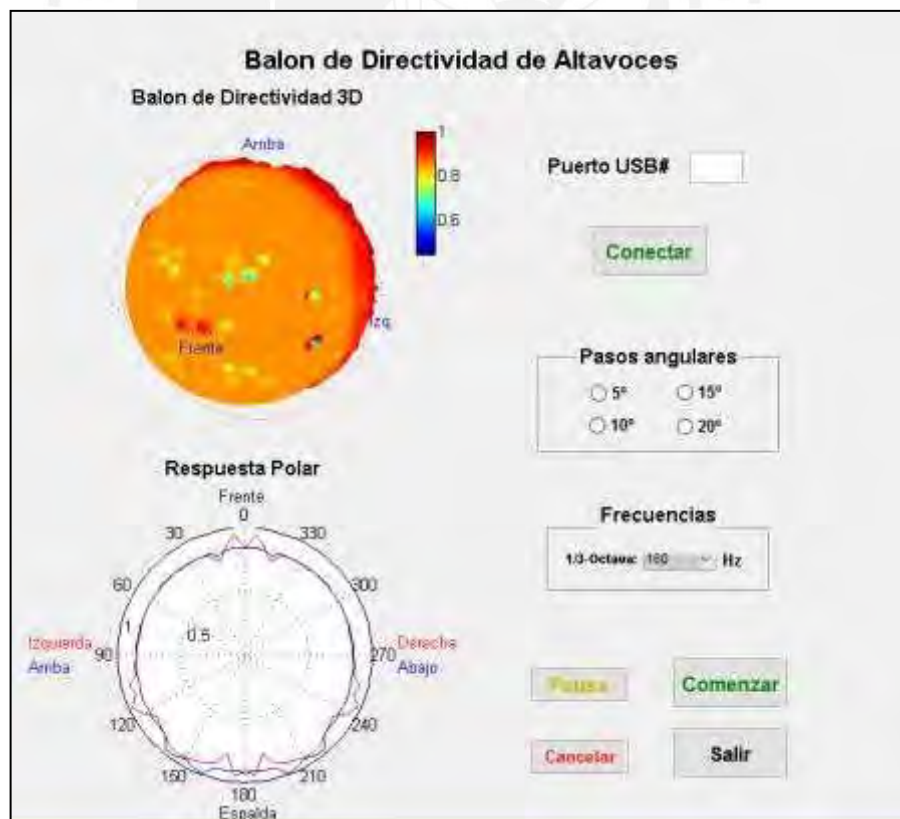 Balon de Directividad de Altavoces
Balon de Directividad 3D
Arriba
1
0.8
0.6
Izq.
Frente
Puerto USB#
Conectar
Pasos angulares
5º 15º
10º 20º
Respuesta Polar
Frente
0
30 330
60 300
1 0.5
Izquierda 90 270 Derecha
Arriba Abajo
120 240
150 210
180
Espalda
Frecuencias
1/3-Octava: 160 Hz
Pausa Comenzar
Cancelar Salir